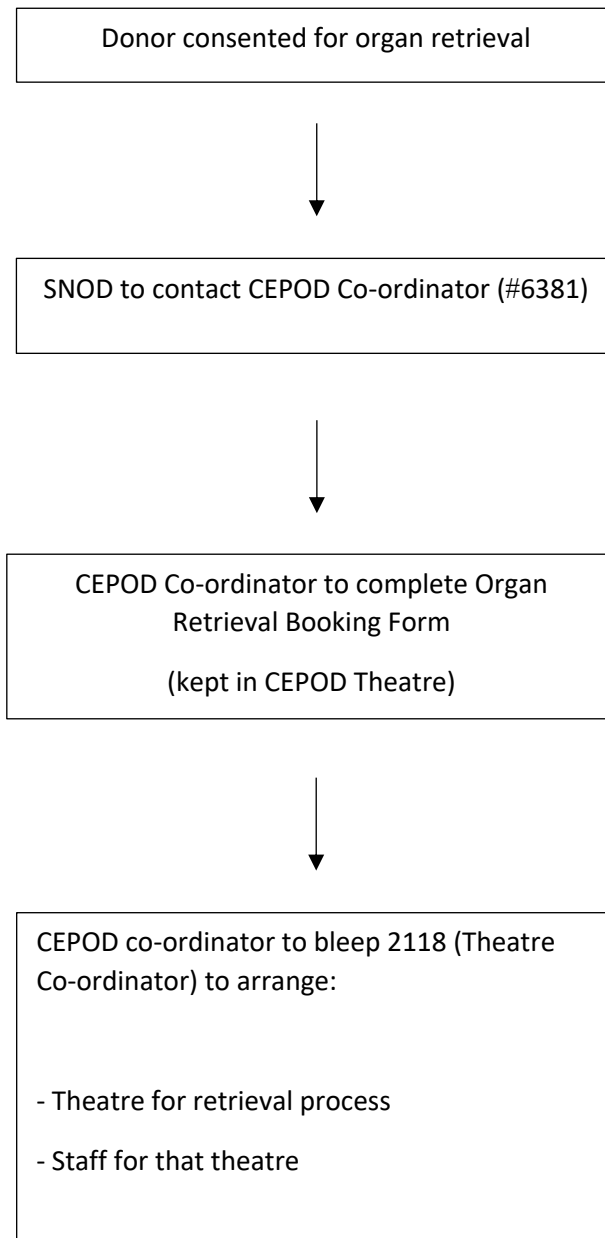 Donor consented for organ retrieval
SNOD to contact CEPOD Co-ordinator (#6381)
CEPOD Co-ordinator to complete Organ
Retrieval Booking Form
(kept in CEPOD Theatre)
CEPOD co-ordinator to bleep 2118 (Theatre
Co-ordinator) to arrange:
- Theatre for retrieval process
- Staff for that theatre